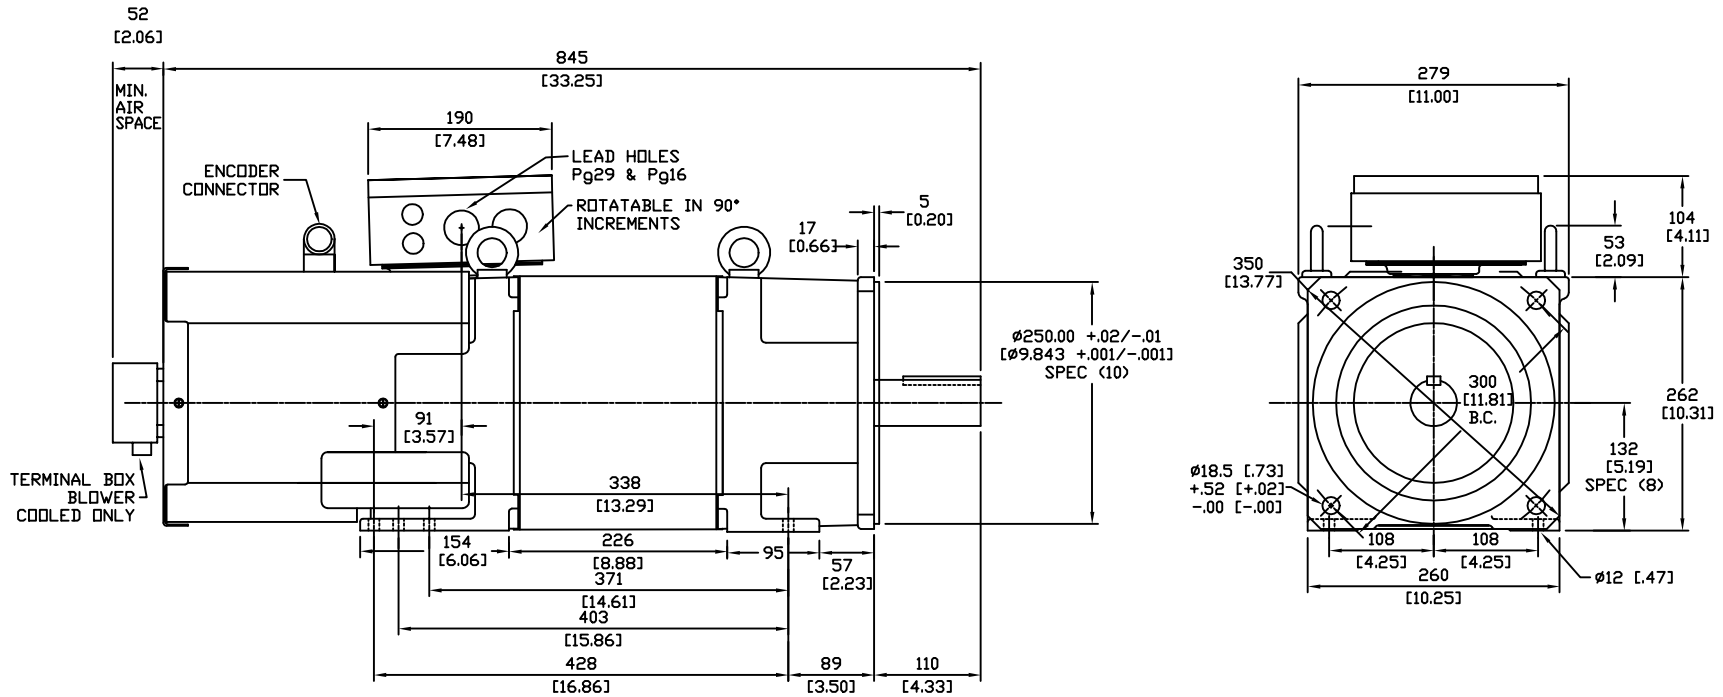 52
[2.06]
845
[33.25]
MIN.
AIR
SPACE
190
[7.48]
ENCODER
CONNECTOR
LEAD HOLES
Pg29 & Pg16
ROTATABLE IN 90°
INCREMENTS
5
[0.20]
17
[0.66]
Ø250.00 +.02/-.01
[Ø9.843 +.001/-.001]
SPEC (10)
91
[3.57]
TERMINAL BOX
BLOWER
COOLED ONLY
338
[13.29]
154
[6.06]
226
[8.88]
95
57
[2.23]
371
[14.61]
403
[15.86]
428
[16.86]
89
[3.50]
110
[4.33]
279
[11.00]
104
[4.11]
53
[2.09]
350
[13.77]
300
[11.81]
B.C.
262
[10.31]
132
[5.19]
SPEC (8)
Ø18.5 [.73]
+.52 [+.02]
-.00 [-.00]
108
[4.25]
108
[4.25]
260
[10.25]
Ø12 [.47]